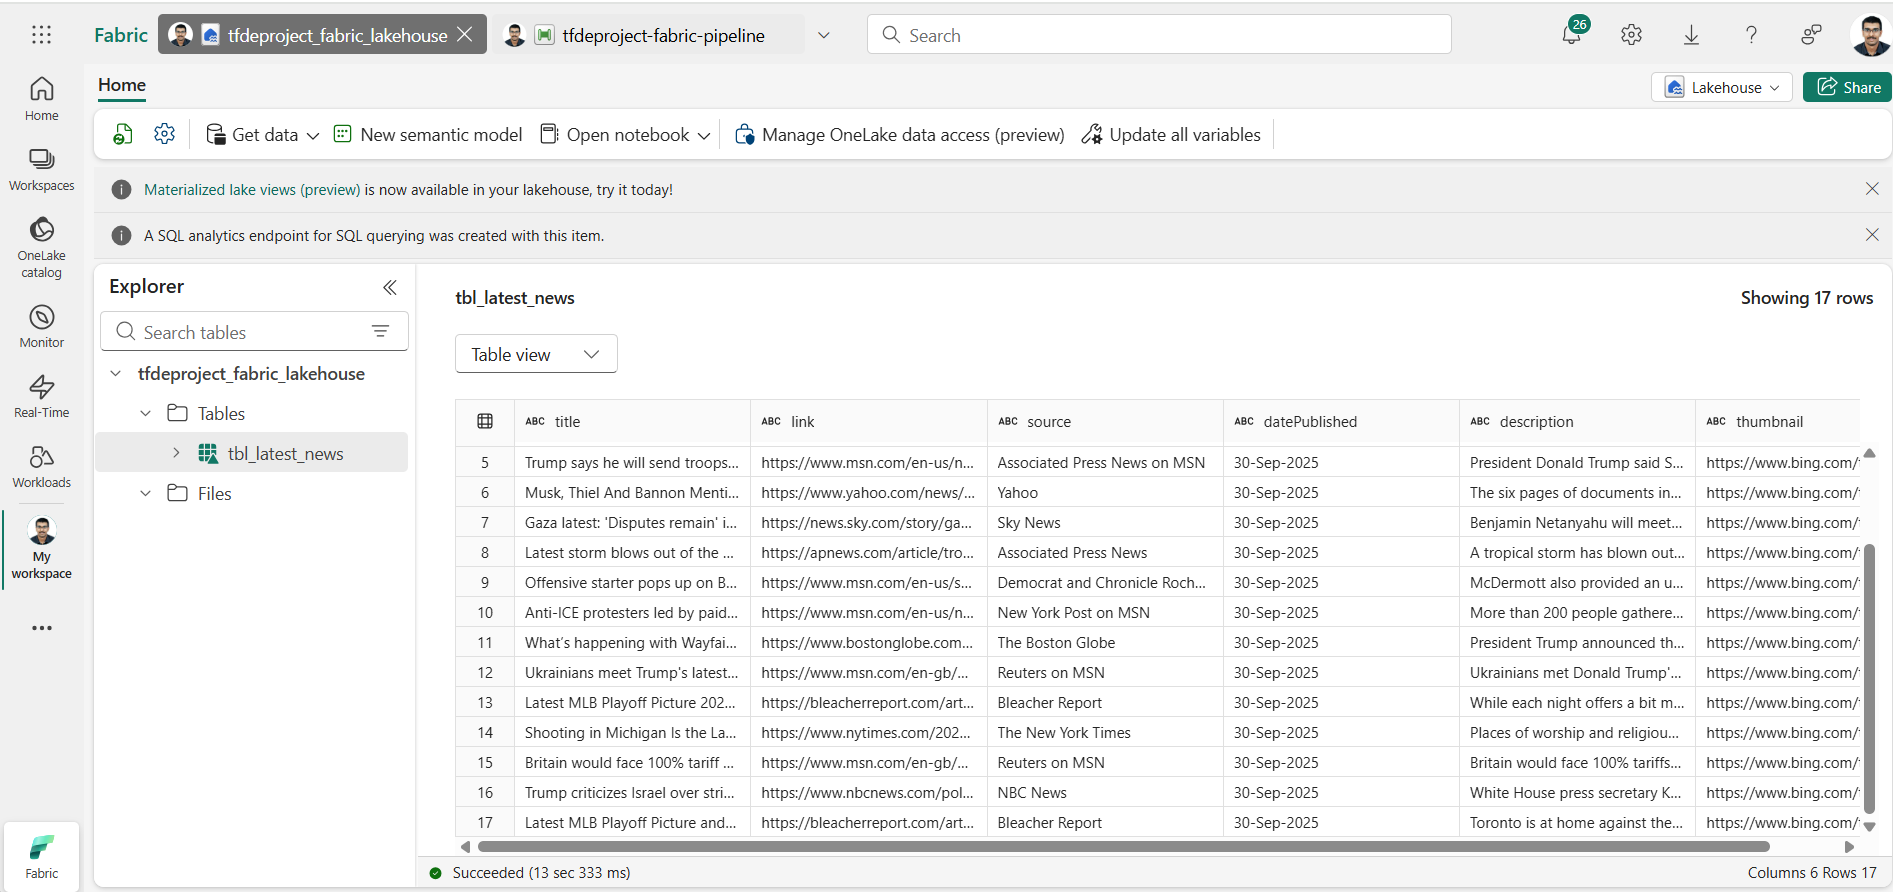 Fabric tfdeproject_fabric_lakehouse tfdeproject-fabric-pipeline Search 26
Home
Lakehouse Share
Get data New semantic model Open notebook Manage OneLake data access (preview) Update all variables
Materialized lake views (preview) is now available in your lakehouse, try it today!
A SQL analytics endpoint for SQL querying was created with this item.
Home
Workspaces
OneLake
catalog
Monitor
Real-Time
Workloads
My
workspace
Fabric
Explorer
Search tables
tfdeproject_fabric_lakehouse
Tables
tbl_latest_news
Files
tbl_latest_news
Showing 17 rows
Table view
ABC title ABC link ABC source ABC datePublished ABC description ABC thumbnail
5 Trump says he will send troops... https://www.msn.com/en-us/n... Associated Press News on MSN 30-Sep-2025 President Donald Trump said S... https://www.bing.com/
6 Musk, Thiel And Bannon Menti... https://www.yahoo.com/news/... Yahoo 30-Sep-2025 The six pages of documents in... https://www.bing.com/
7 Gaza latest: 'Disputes remain' i... https://news.sky.com/story/ga... Sky News 30-Sep-2025 Benjamin Netanyahu will meet... https://www.bing.com/
8 Latest storm blows out of the ... https://apnews.com/article/tro... Associated Press News 30-Sep-2025 A tropical storm has blown out... https://www.bing.com/
9 Offensive starter pops up on B... https://www.msn.com/en-us/s... Democrat and Chronicle Roch... 30-Sep-2025 McDermott also provided an u... https://www.bing.com/
10 Anti-ICE protesters led by paid... https://www.msn.com/en-us/n... New York Post on MSN 30-Sep-2025 More than 200 people gathere... https://www.bing.com/
11 What's happening with Wayfai... https://www.bostonglobe.com... The Boston Globe 30-Sep-2025 President Trump announced th... https://www.bing.com/
12 Ukrainians meet Trump's latest... https://www.msn.com/en-gb/... Reuters on MSN 30-Sep-2025 Ukrainians met Donald Trump'... https://www.bing.com/
13 Latest MLB Playoff Picture 202... https://bleacherreport.com/art... Bleacher Report 30-Sep-2025 While each night offers a bit m... https://www.bing.com/
14 Shooting in Michigan Is the La... https://www.nytimes.com/202... The New York Times 30-Sep-2025 Places of worship and religiou... https://www.bing.com/
15 Britain would face 100% tariff ... https://www.msn.com/en-gb/... Reuters on MSN 30-Sep-2025 Britain would face 100% tariffs... https://www.bing.com/
16 Trump criticizes Israel over stri... https://www.nbcnews.com/pol... NBC News 30-Sep-2025 White House press secretary K... https://www.bing.com/
17 Latest MLB Playoff Picture and... https://bleacherreport.com/art... Bleacher Report 30-Sep-2025 Toronto is at home against the... https://www.bing.com/
Succeeded (13 sec 333 ms)
Columns 6 Rows 17